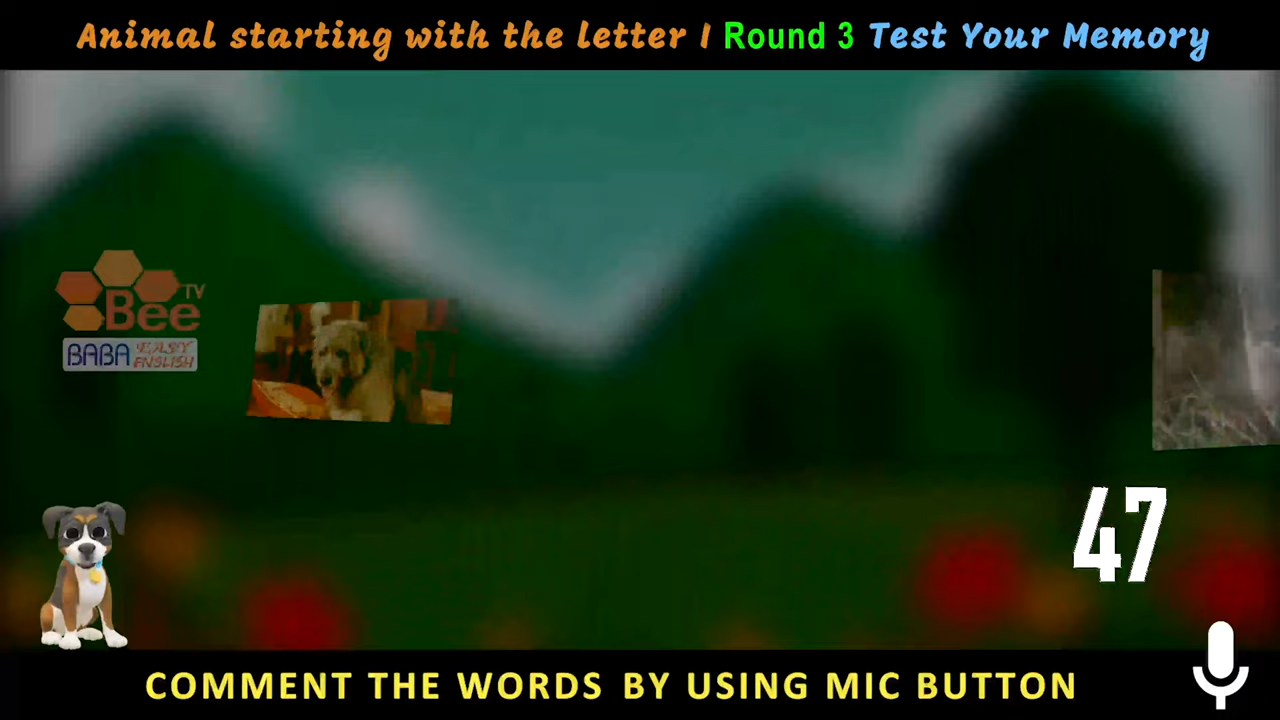 Animal starting with the letter I Round 3 Test Your Memory
Bee TV
BABA EASY ENGLISH
47
COMMENT THE WORDS BY USING MIC BUTTON